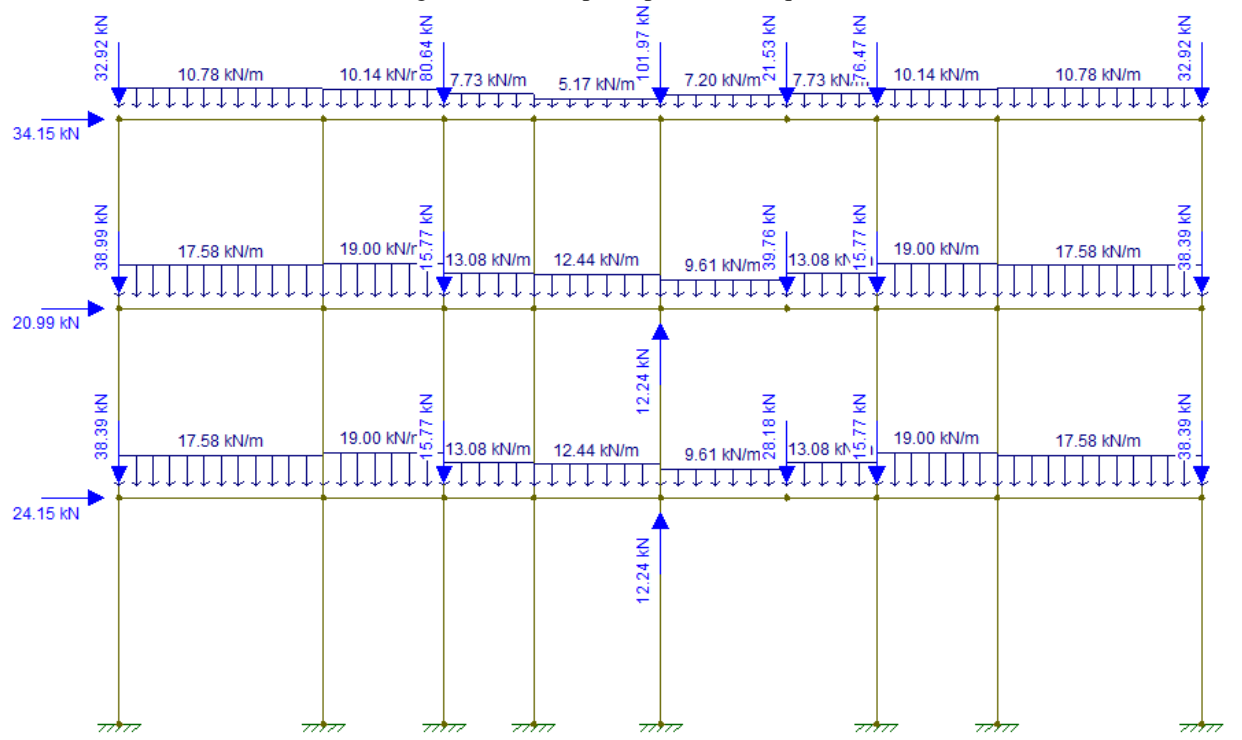 32.92 kN
10.78 kN/m
10.14 kN/m
80.64 kN
7.73 kN/m
5.17 kN/m
101.97 kN
7.20 kN/m
21.53 kN
7.73 kN/m
76.47 kN
10.14 kN/m
10.78 kN/m
32.92 kN
34.15 kN
38.99 kN
17.58 kN/m
19.00 kN/m
15.77 kN
13.08 kN/m
12.44 kN/m
9.61 kN/m
39.76 kN
13.08 kN/m
15.77 kN
19.00 kN/m
17.58 kN/m
38.39 kN
20.99 kN
12.24 kN
38.39 kN
17.58 kN/m
19.00 kN/m
15.77 kN
13.08 kN/m
12.44 kN/m
9.61 kN/m
28.18 kN
13.08 kN/m
15.77 kN
19.00 kN/m
17.58 kN/m
38.39 kN
24.15 kN
12.24 kN